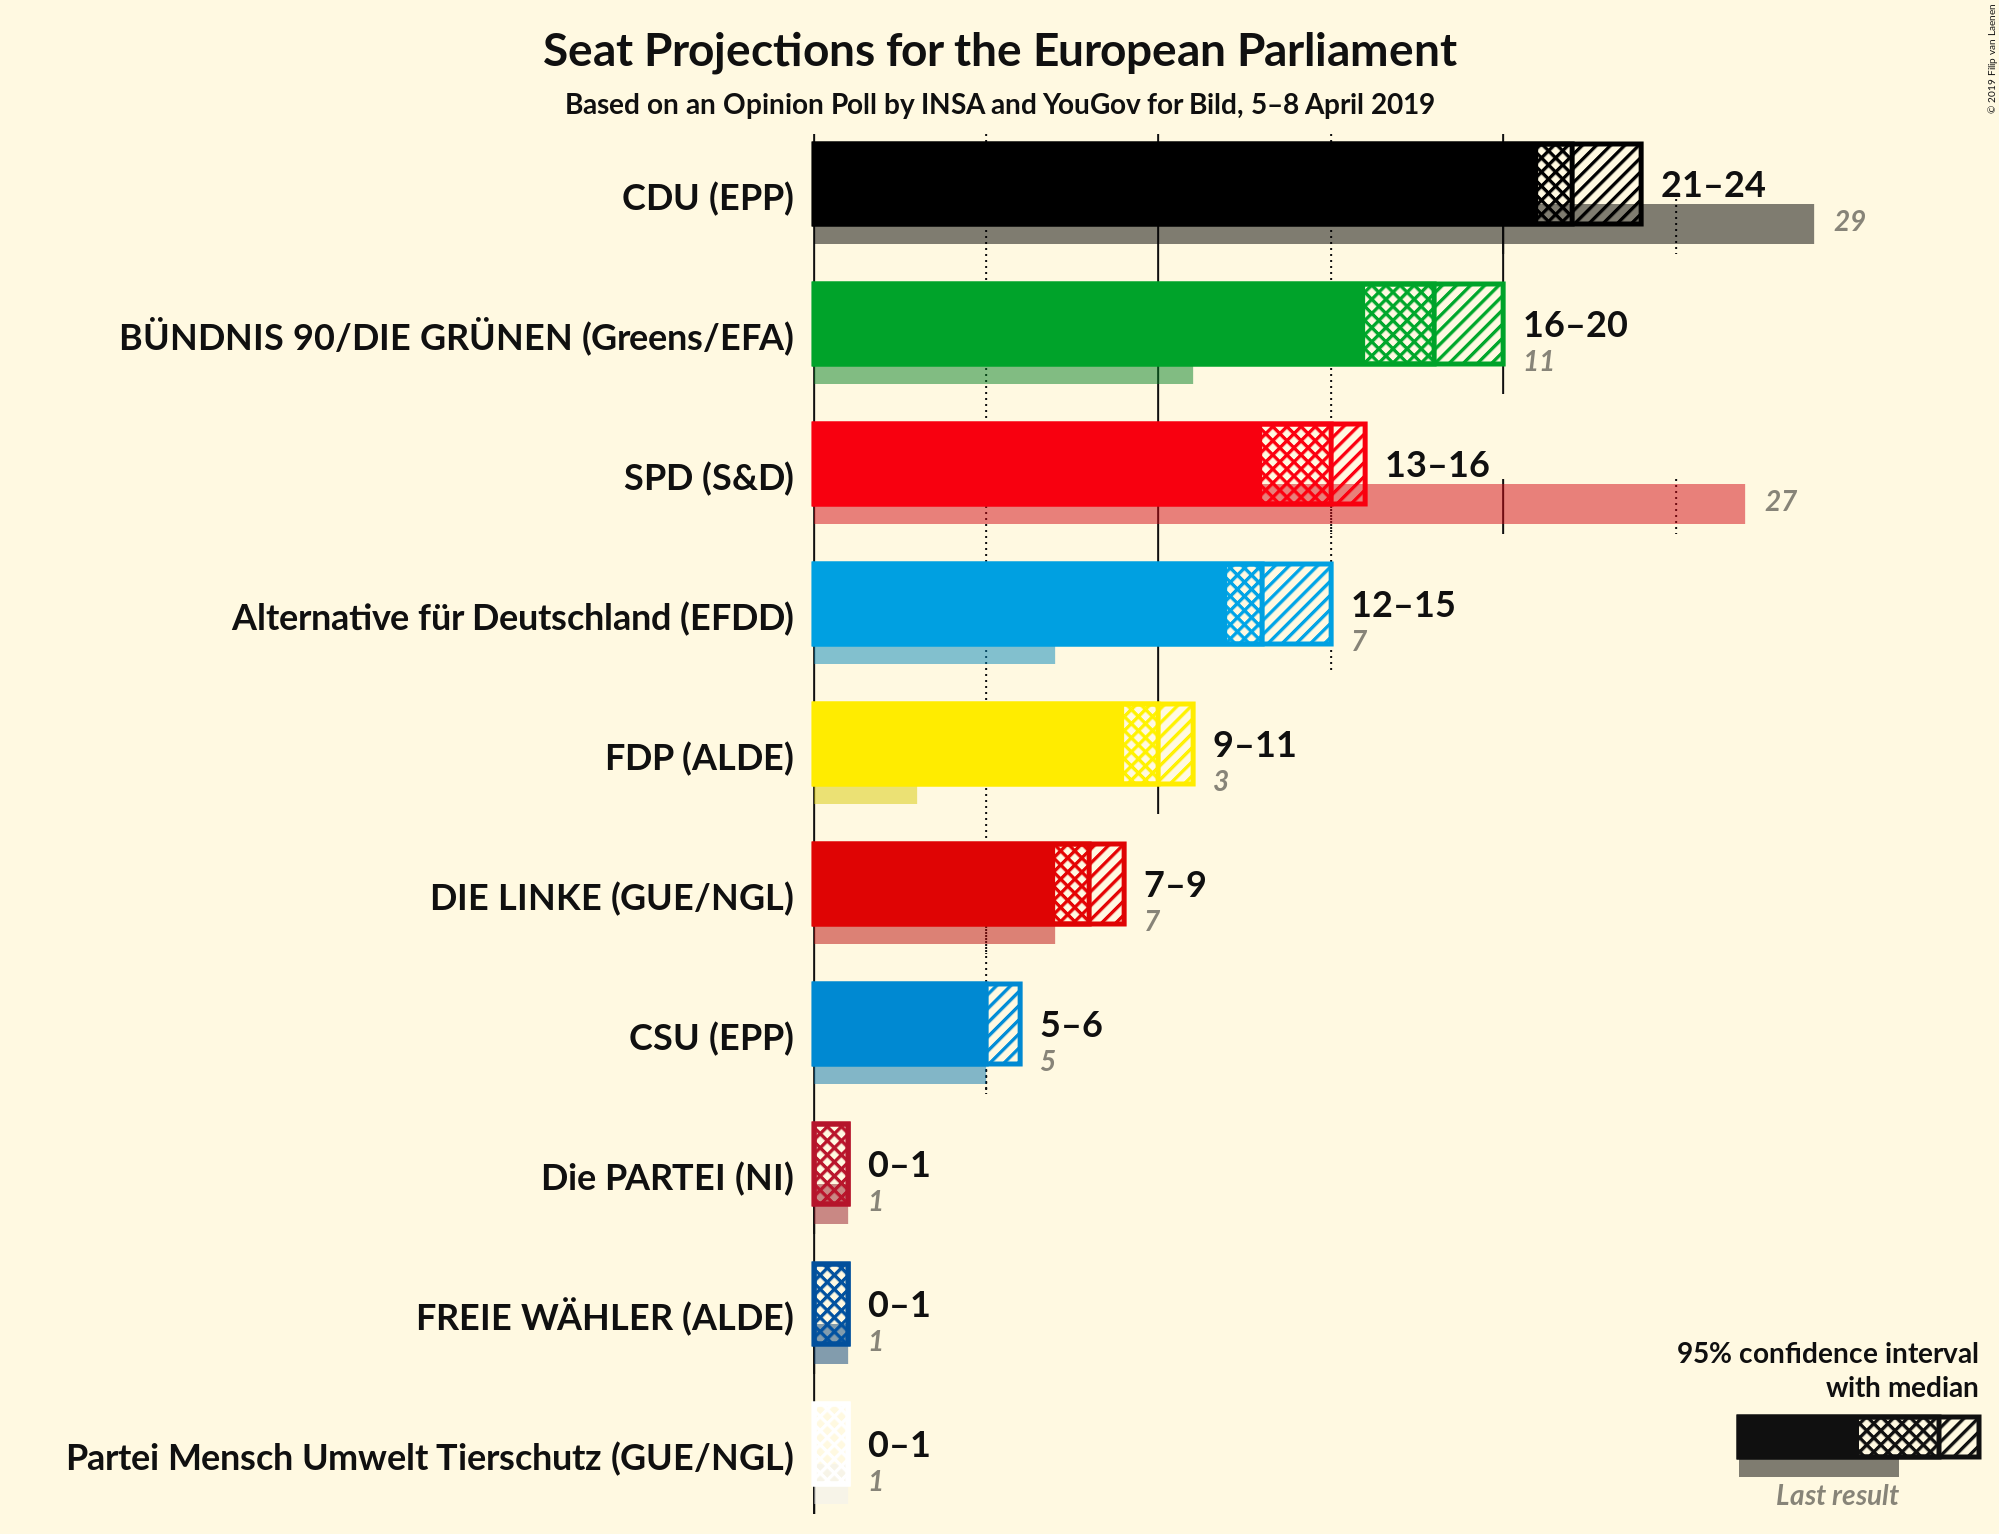 Seat Projections for the European Parliament
Based on an Opinion Poll by INSA and YouGov for Bild, 5–8 April 2019
© 2019 Filip van Laenen
CDU (EPP)
21–24
29
BÜNDNIS 90/DIE GRÜNEN (Greens/EFA)
16–20
11
SPD (S&D)
13–16
27
Alternative für Deutschland (EFDD)
12–15
7
FDP (ALDE)
9–11
3
DIE LINKE (GUE/NGL)
7–9
7
CSU (EPP)
5–6
5
Die PARTEI (NI)
0–1
1
FREIE WÄHLER (ALDE)
0–1
1
Partei Mensch Umwelt Tierschutz (GUE/NGL)
0–1
1
95% confidence interval
with median
Last result